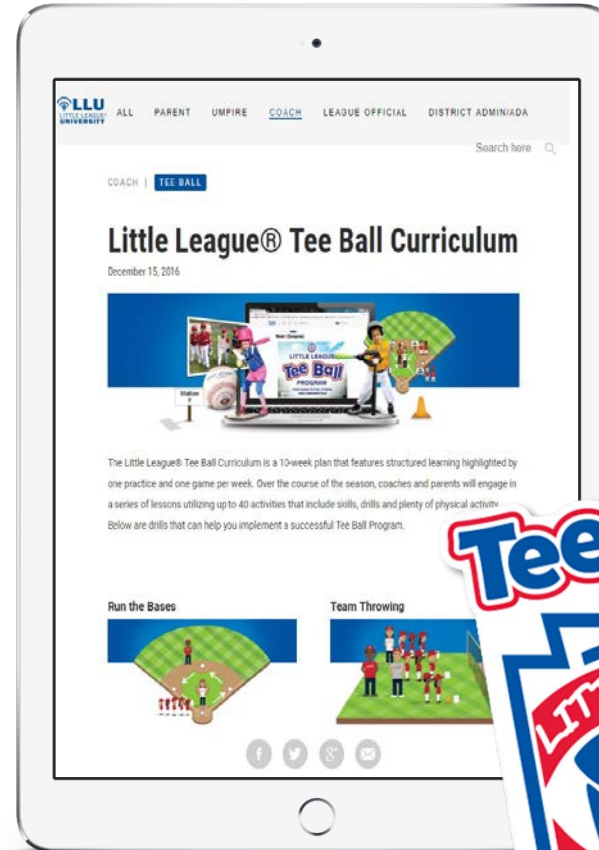 LLU
LITTLE LEAGUE®
UNIVERSITY
ALL PARENT UMPIRE COACH LEAGUE OFFICIAL DISTRICT ADMIN/ADA
Search here
COACH | TEE BALL
Little League® Tee Ball Curriculum
December 15, 2016
Station
LITTLE LEAGUE
Tee Ball
PROGRAM
The Little League® Tee Ball Curriculum is a 10-week plan that features structured learning highlighted by
one practice and one game per week. Over the course of the season, coaches and parents will engage in
a series of lessons utilizing up to 40 activities that include skills, drills and plenty of physical activity.
Below are drills that can help you implement a successful Tee Ball Program.
Tee
Run the Bases Team Throwing
LITT